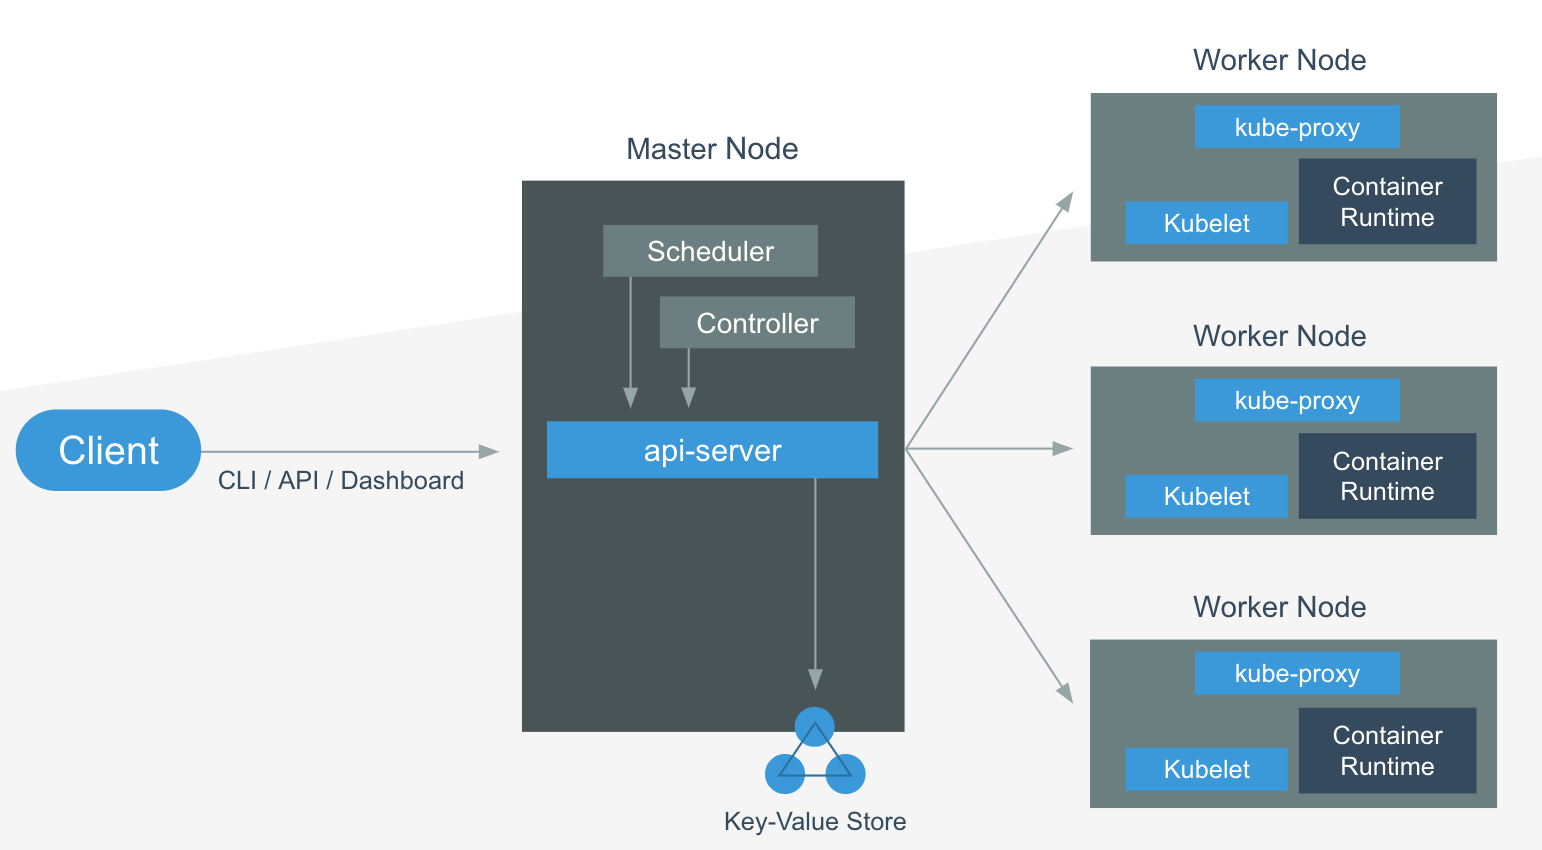 Client
CLI / API / Dashboard
Master Node
Scheduler
Controller
api-server
Key-Value Store
Worker Node
kube-proxy
Container
Runtime
Kubelet
Worker Node
kube-proxy
Container
Runtime
Kubelet
Worker Node
kube-proxy
Container
Runtime
Kubelet